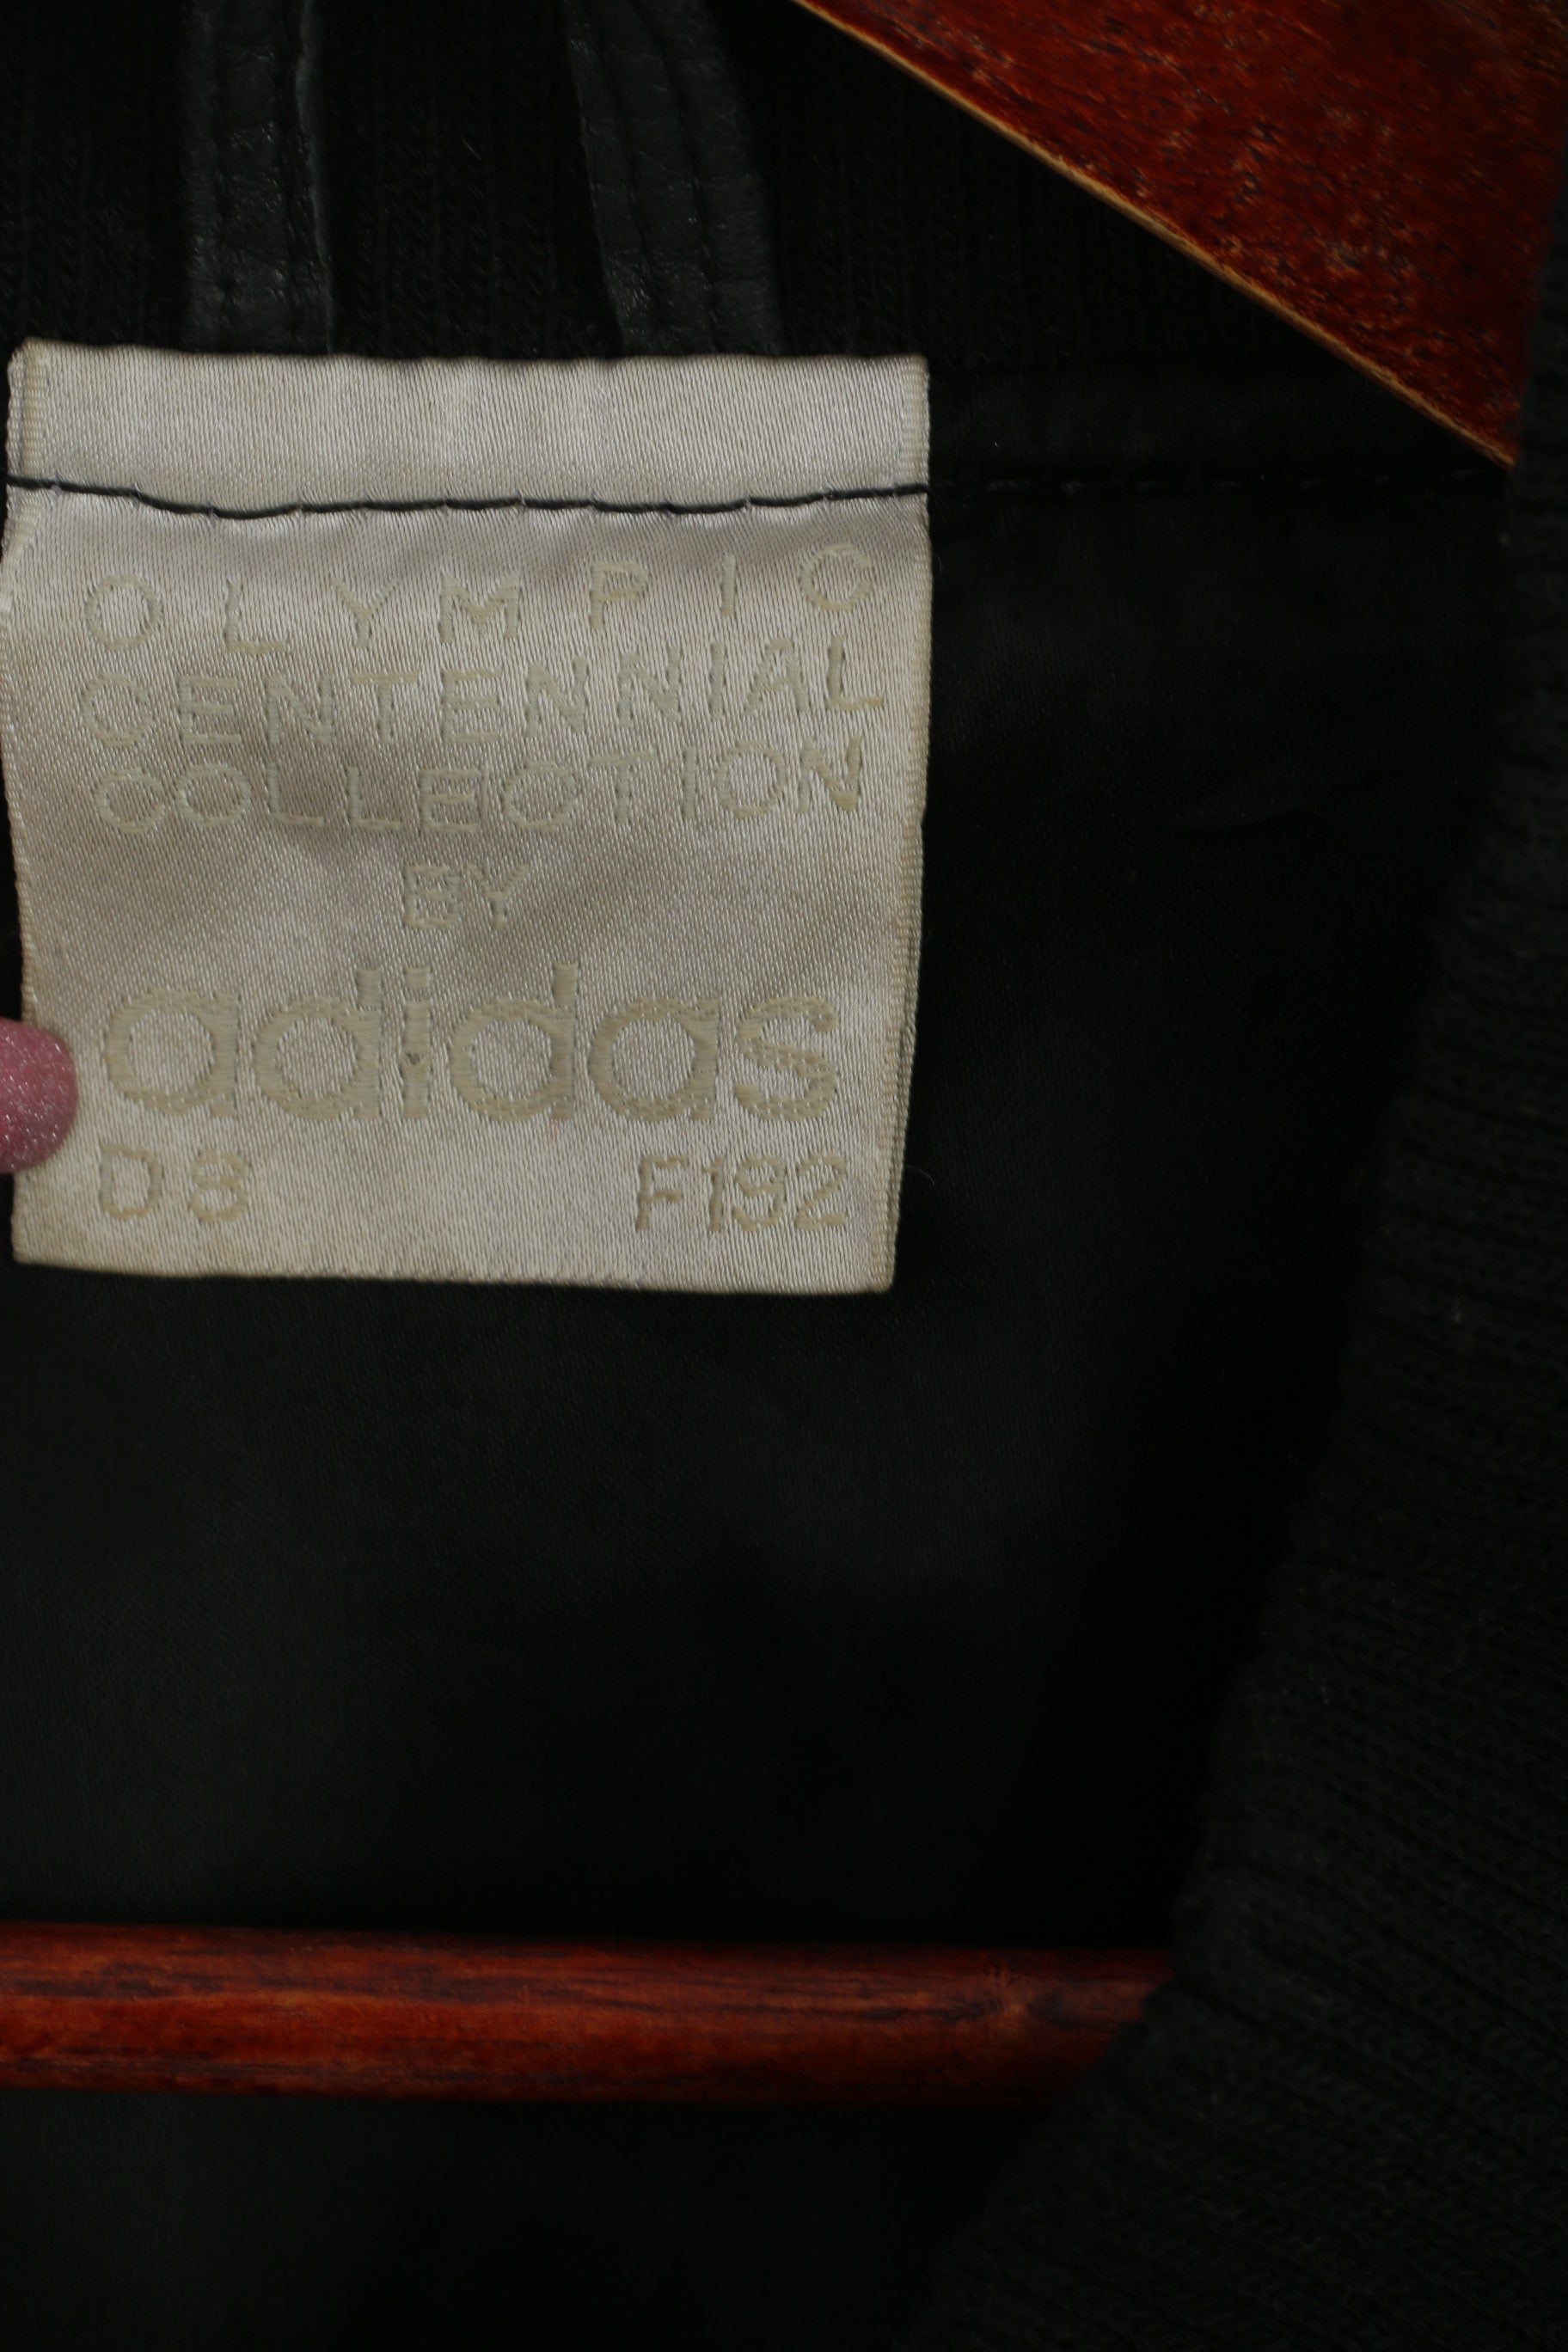 OLYMPIC
CENTENNIAL
COLLECTION
BY
adidas
D8 F192